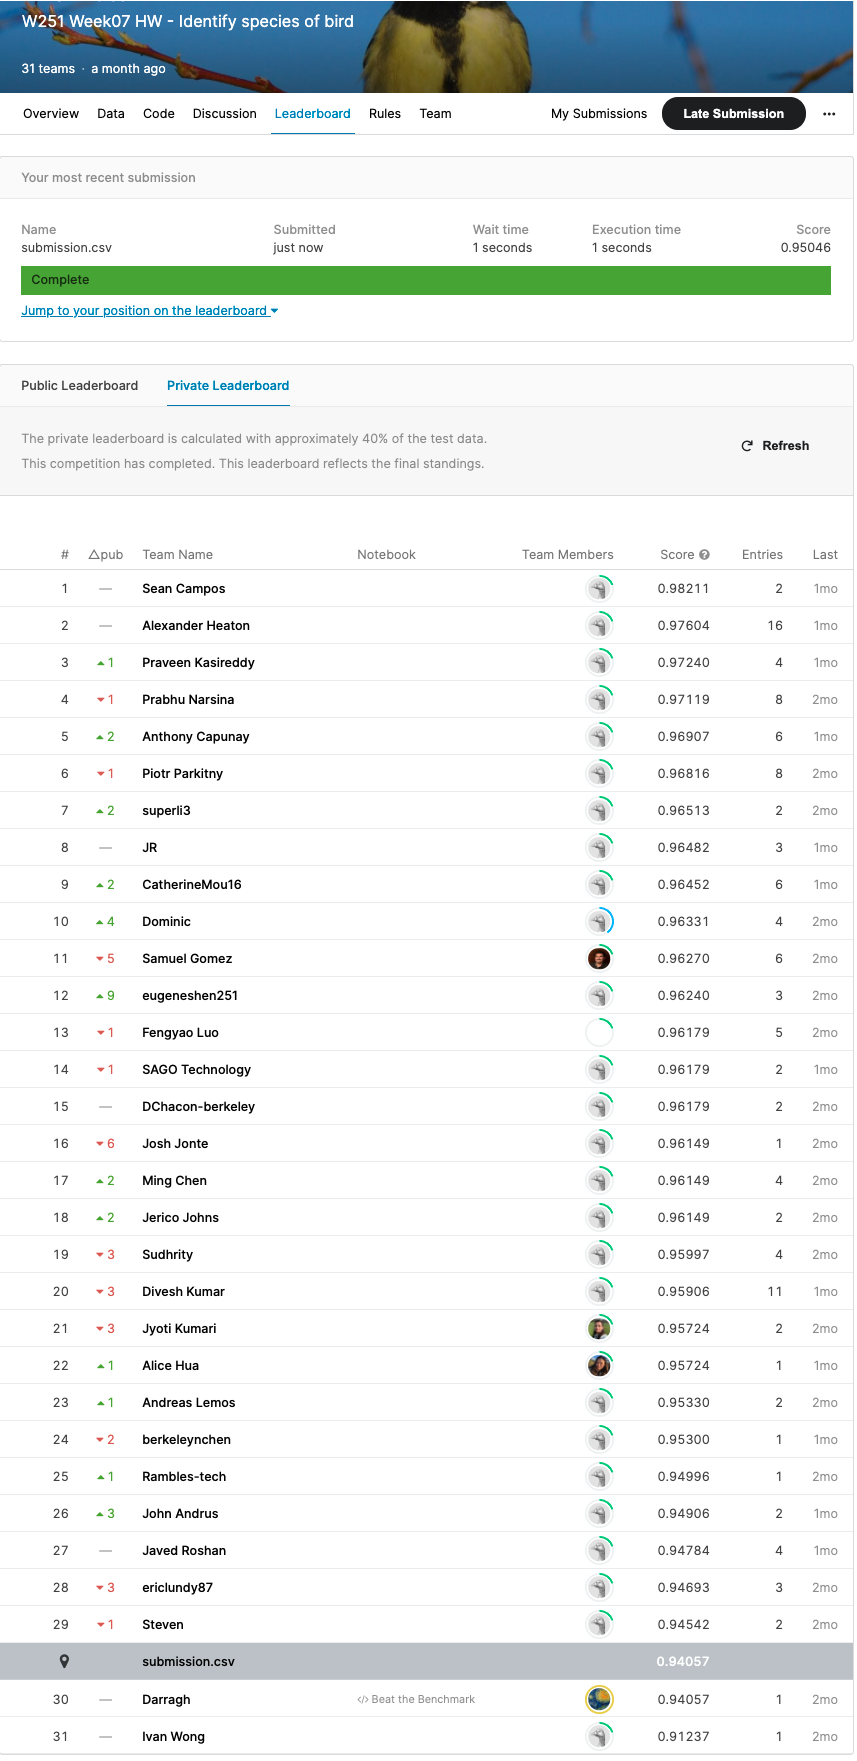 W251 Week07 HW - Identify species of bird
31 teams · a month ago
Overview Data Code Discussion Leaderboard Rules Team My Submissions Late Submission ...
Your most recent submission
Name Submitted Wait time Execution time Score
submission.csv just now 1 seconds 1 seconds 0.95046
Complete
Jump to your position on the leaderboard
Public Leaderboard Private Leaderboard
The private leaderboard is calculated with approximately 40% of the test data.
This competition has completed. This leaderboard reflects the final standings.
Refresh
# △pub Team Name Notebook Team Members Score Entries Last
1 — Sean Campos 0.98211 2 1mo
2 — Alexander Heaton 0.97604 16 1mo
3 ▲1 Praveen Kasireddy 0.97240 4 1mo
4 ▼1 Prabhu Narsina 0.97119 8 2mo
5 ▲2 Anthony Capunay 0.96907 6 1mo
6 ▼1 Piotr Parkitny 0.96816 8 2mo
7 ▲2 superli3 0.96513 2 2mo
8 — JR 0.96482 3 1mo
9 ▲2 CatherineMou16 0.96452 6 1mo
10 ▲4 Dominic 0.96331 4 2mo
11 ▼5 Samuel Gomez 0.96270 6 2mo
12 ▲9 eugeneshen251 0.96240 3 2mo
13 ▼1 Fengyao Luo 0.96179 5 2mo
14 ▼1 SAGO Technology 0.96179 2 1mo
15 — DChacon-berkeley 0.96179 2 2mo
16 ▼6 Josh Jonte 0.96149 1 2mo
17 ▲2 Ming Chen 0.96149 4 2mo
18 ▲2 Jerico Johns 0.96149 2 2mo
19 ▼3 Sudhrity 0.95997 4 2mo
20 ▼3 Divesh Kumar 0.95906 11 1mo
21 ▼3 Jyoti Kumari 0.95724 2 2mo
22 ▲1 Alice Hua 0.95724 1 1mo
23 ▲1 Andreas Lemos 0.95330 2 2mo
24 ▼2 berkeleynchen 0.95300 1 1mo
25 ▲1 Rambles-tech 0.94996 1 2mo
26 ▲3 John Andrus 0.94906 2 1mo
27 — Javed Roshan 0.94784 4 1mo
28 ▼3 ericlundy87 0.94693 3 2mo
29 ▼1 Steven 0.94542 2 2mo
submission.csv 0.94057
30 — Darragh </> Beat the Benchmark 0.94057 1 2mo
31 — Ivan Wong 0.91237 1 2mo